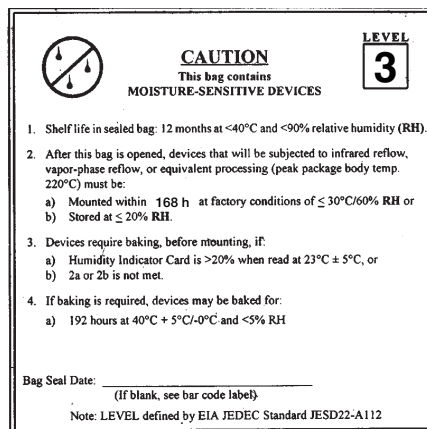 LEVEL
3
CAUTION
This bag contains
MOISTURE-SENSITIVE DEVICES
1. Shelf life in sealed bag: 12 months at <40°C and <90% relative humidity (RH).
2. After this bag is opened, devices that will be subjected to infrared reflow,
vapor-phase reflow, or equivalent processing (peak package body temp.
220°C) must be:
a) Mounted within 168 h at factory conditions of ≤ 30°C/60% RH or
b) Stored at ≤ 20% RH.
3. Devices require baking, before mounting, if:
a) Humidity Indicator Card is >20% when read at 23°C ± 5°C, or
b) 2a or 2b is not met.
4. If baking is required, devices may be baked for:
a) 192 hours at 40°C + 5°C/-0°C and <5% RH
Bag Seal Date:
(If blank, see bar code label)
Note: LEVEL defined by EIA JEDEC Standard JESD22-A112